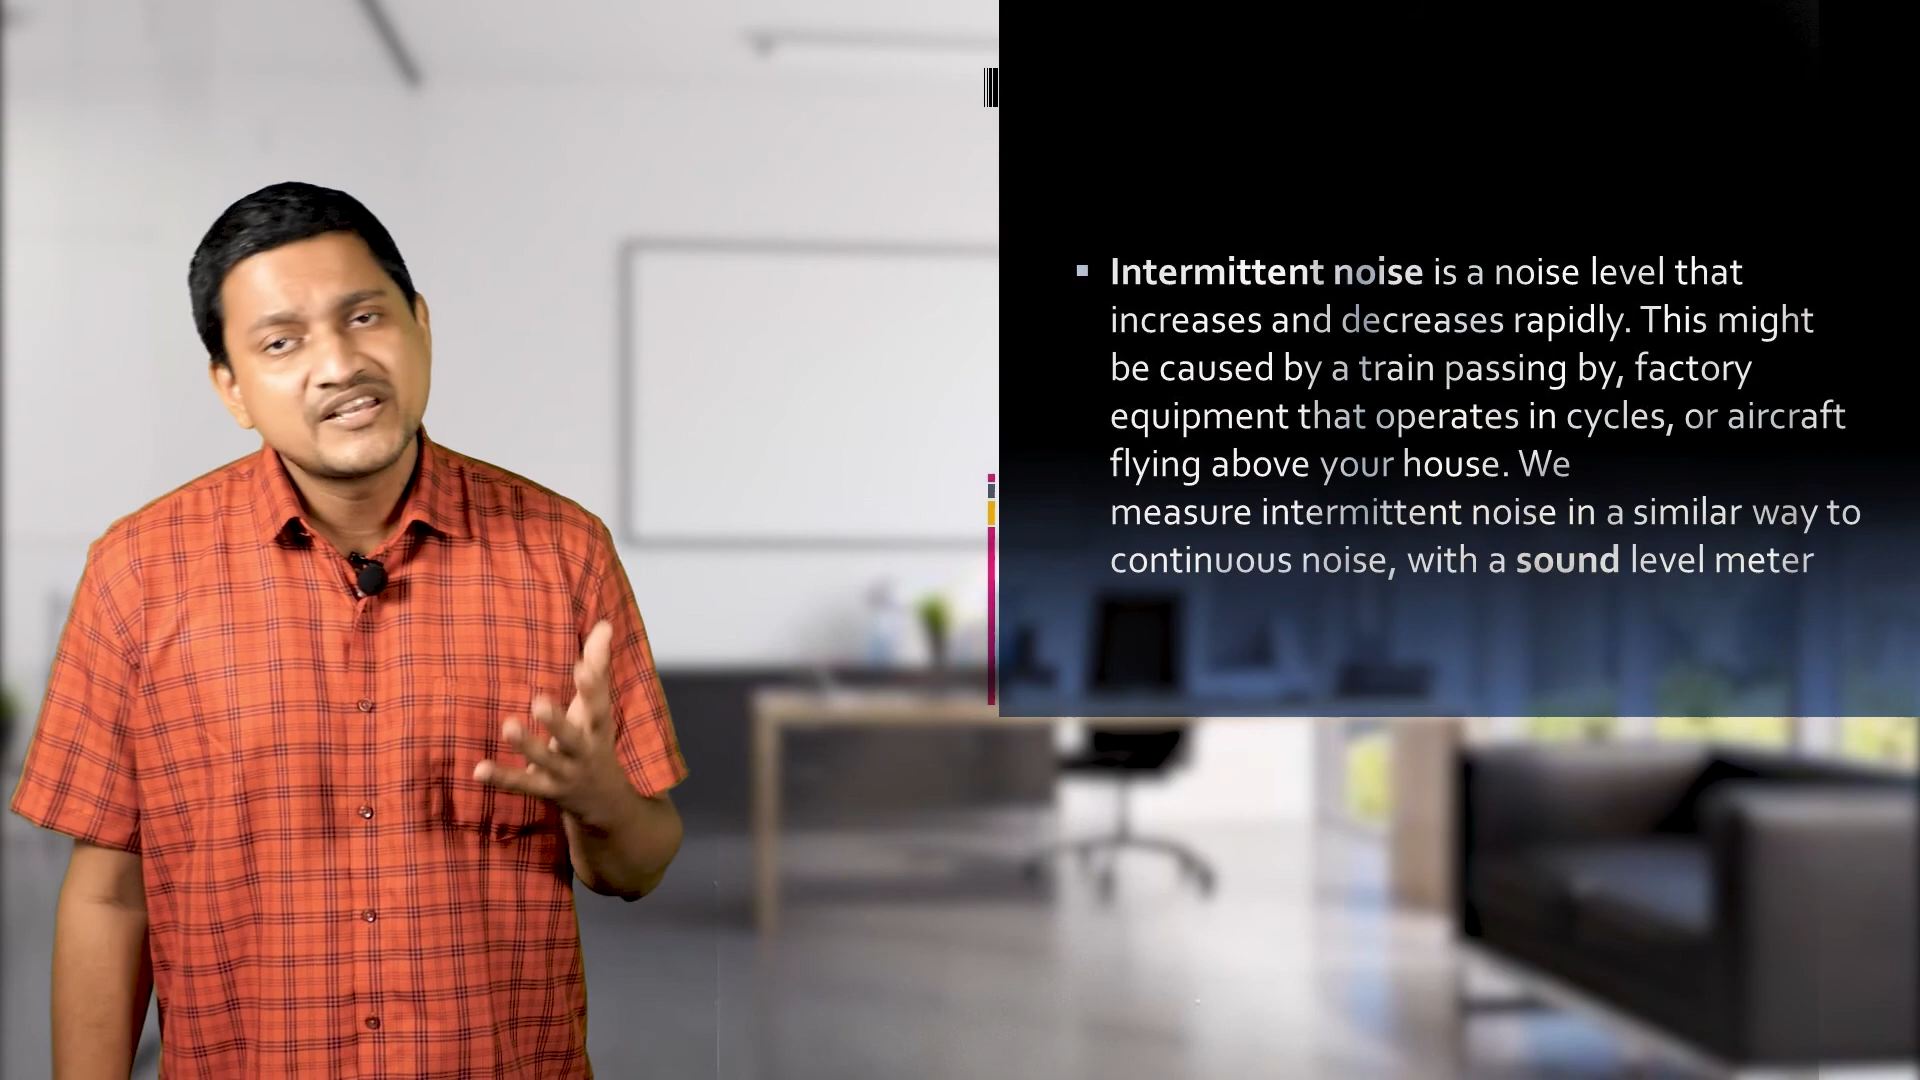 Intermittent noise is a noise level that
increases and decreases rapidly. This might
be caused by a train passing by, factory
equipment that operates in cycles, or aircraft
flying above your house. We
measure intermittent noise in a similar way to
continuous noise, with a sound level meter